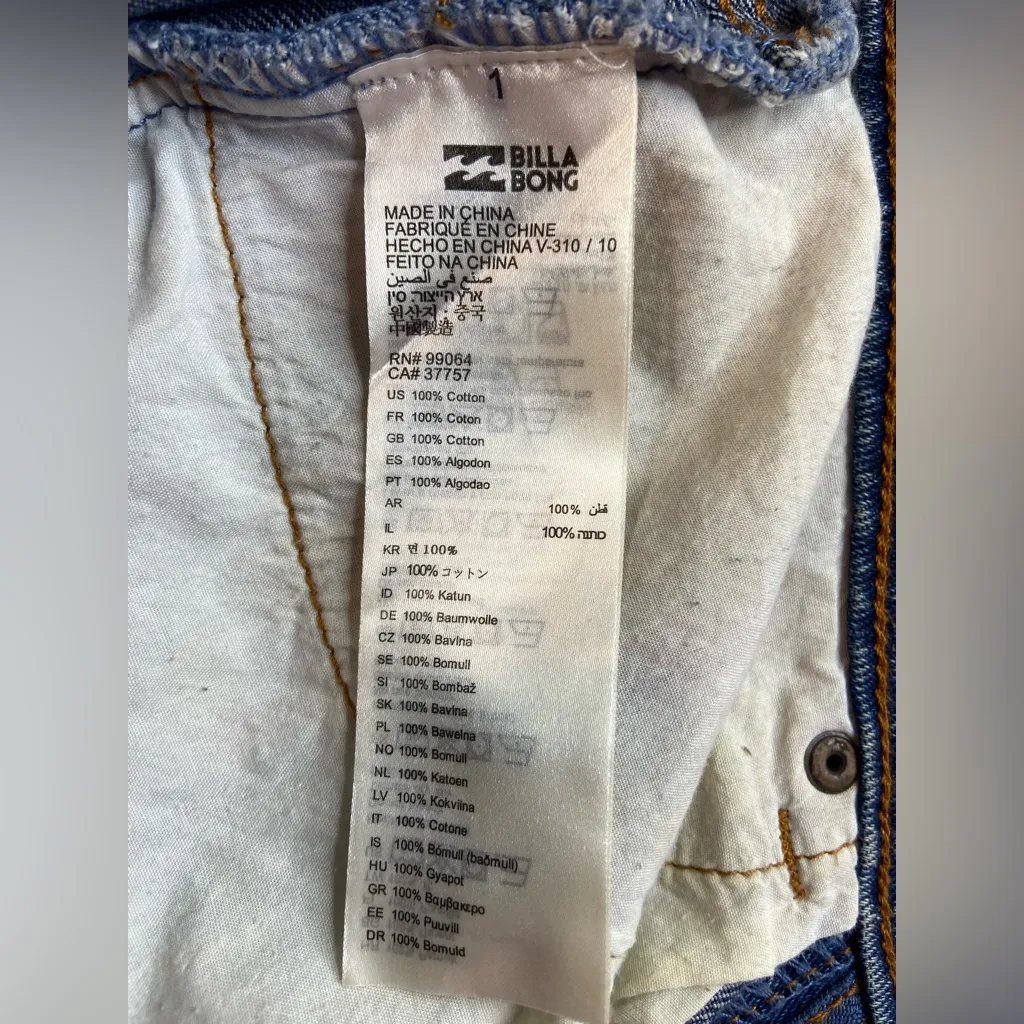 1
BILLA
BONG
MADE IN CHINA
FABRIQUÉ EN CHINE
HECHO EN CHINA V-310 / 10
FEITO NA CHINA
صنع في الصين
ארץ הייצור: סין
원산지 : 중국
中國製造
RN# 99064
CA# 37757
US 100% Cotton
FR 100% Coton
GB 100% Cotton
ES 100% Algodon
PT 100% Algodao
AR 100% قطن
IL 100% כותנה
KR 면 100%
JP 100% コットン
ID 100% Katun
DE 100% Baumwolle
CZ 100% Bavlna
SE 100% Bomull
SI 100% Bombaž
SK 100% Bavlna
PL 100% Bawelna
NO 100% Bomull
NL 100% Katoen
LV 100% Kokvilna
IT 100% Cotone
IS 100% Bómull (baðmull)
HU 100% Gyapot
GR 100% Βαμβακερο
EE 100% Puuvill
DR 100% Bomuld